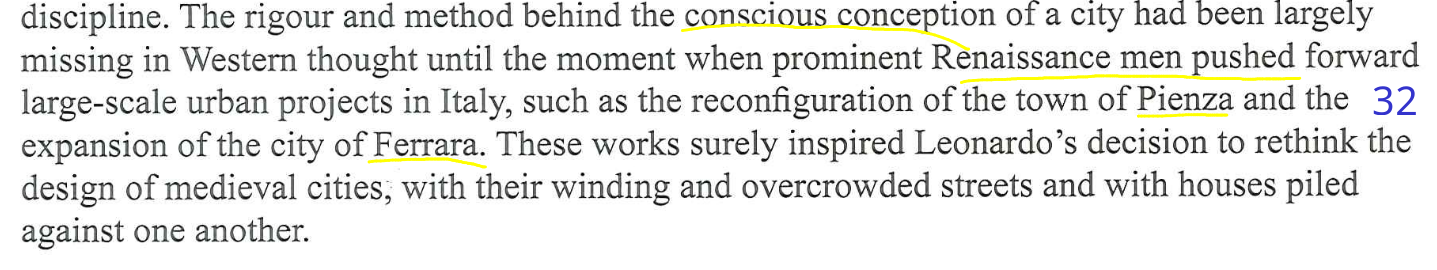 discipline. The rigour and method behind the conscious conception of a city had been largely
missing in Western thought until the moment when prominent Renaissance men pushed forward
large-scale urban projects in Italy, such as the reconfiguration of the town of Pienza and the 32
expansion of the city of Ferrara. These works surely inspired Leonardo's decision to rethink the
design of medieval cities, with their winding and overcrowded streets and with houses piled
against one another.